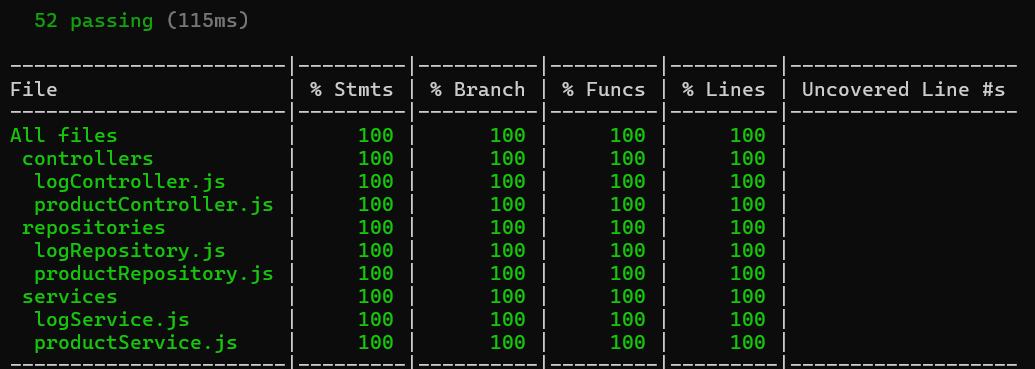 52 passing (115ms)
-----------------------|---------|----------|---------|---------|-------------------
File                   | % Stmts | % Branch | % Funcs | % Lines | Uncovered Line #s
-----------------------|---------|----------|---------|---------|-------------------
All files              |     100 |      100 |     100 |     100 |
 controllers           |     100 |      100 |     100 |     100 |
  logController.js     |     100 |      100 |     100 |     100 |
  productController.js |     100 |      100 |     100 |     100 |
 repositories          |     100 |      100 |     100 |     100 |
  logRepository.js     |     100 |      100 |     100 |     100 |
  productRepository.js |     100 |      100 |     100 |     100 |
 services              |     100 |      100 |     100 |     100 |
  logService.js        |     100 |      100 |     100 |     100 |
  productService.js    |     100 |      100 |     100 |     100 |
-----------------------|---------|----------|---------|---------|-------------------